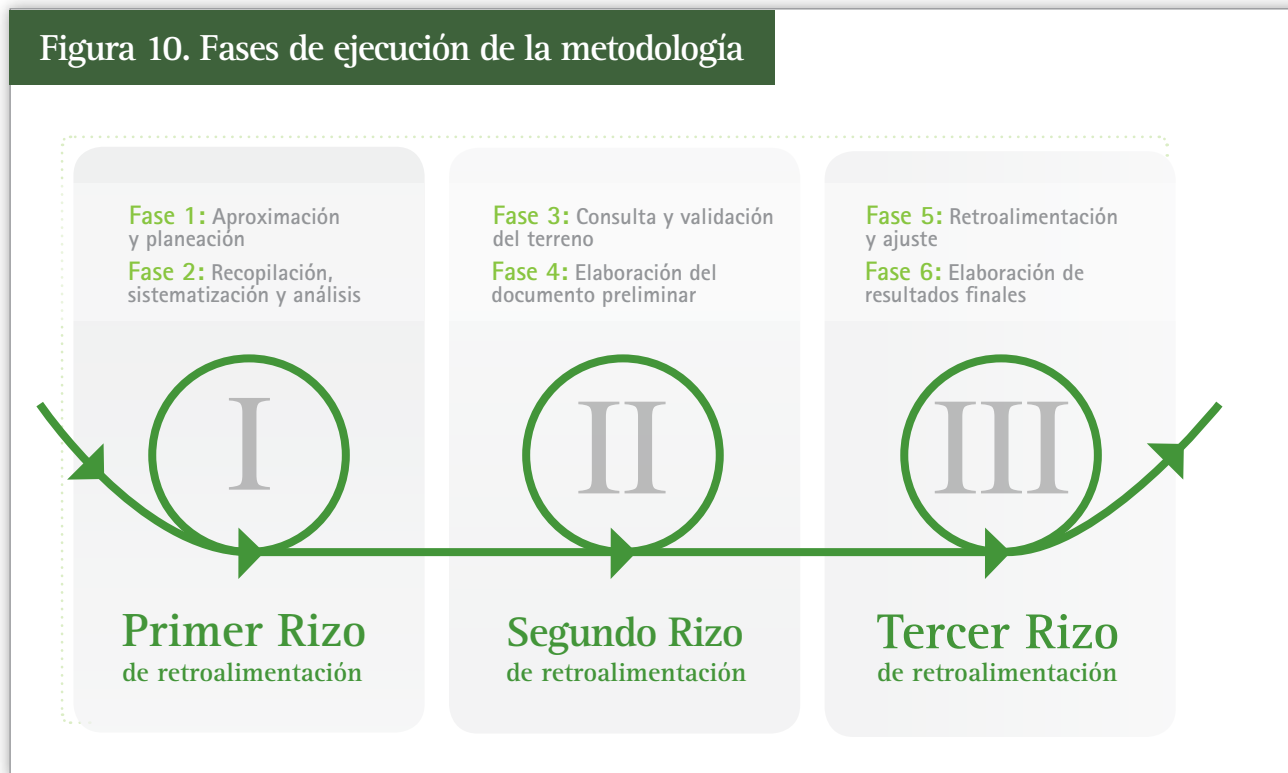 Figura 10. Fases de ejecución de la metodología
Fase 1: Aproximación
y planeación
Fase 2: Recopilación,
sistematización y análisis
I
Primer Rizo
de retroalimentación
Fase 3: Consulta y validación
del terreno
Fase 4: Elaboración del
documento preliminar
II
Segundo Rizo
de retroalimentación
Fase 5: Retroalimentación
y ajuste
Fase 6: Elaboración de
resultados finales
III
Tercer Rizo
de retroalimentación